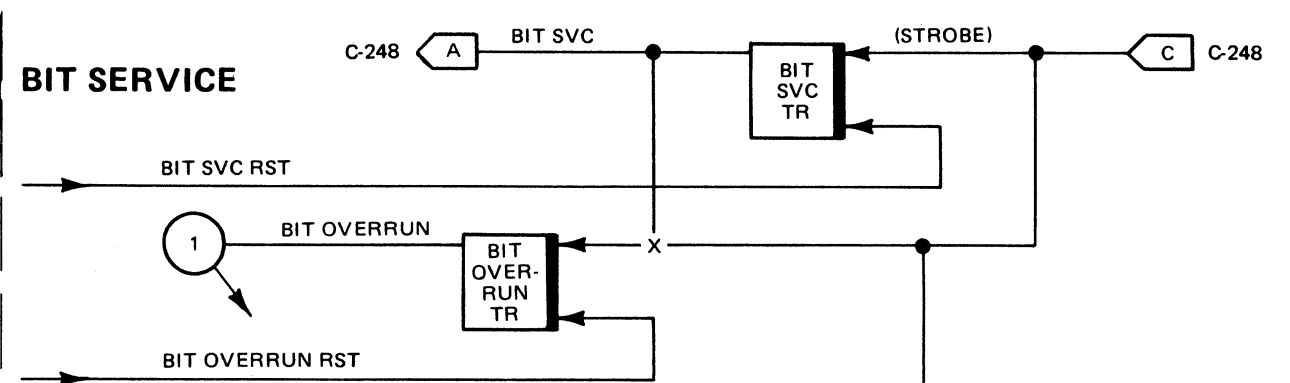 C-248 A BIT SVC (STROBE) C C-248
BIT SERVICE
BIT
SVC
TR
BIT SVC RST
1 BIT OVERRUN
BIT
OVER-
RUN
TR
X
BIT OVERRUN RST